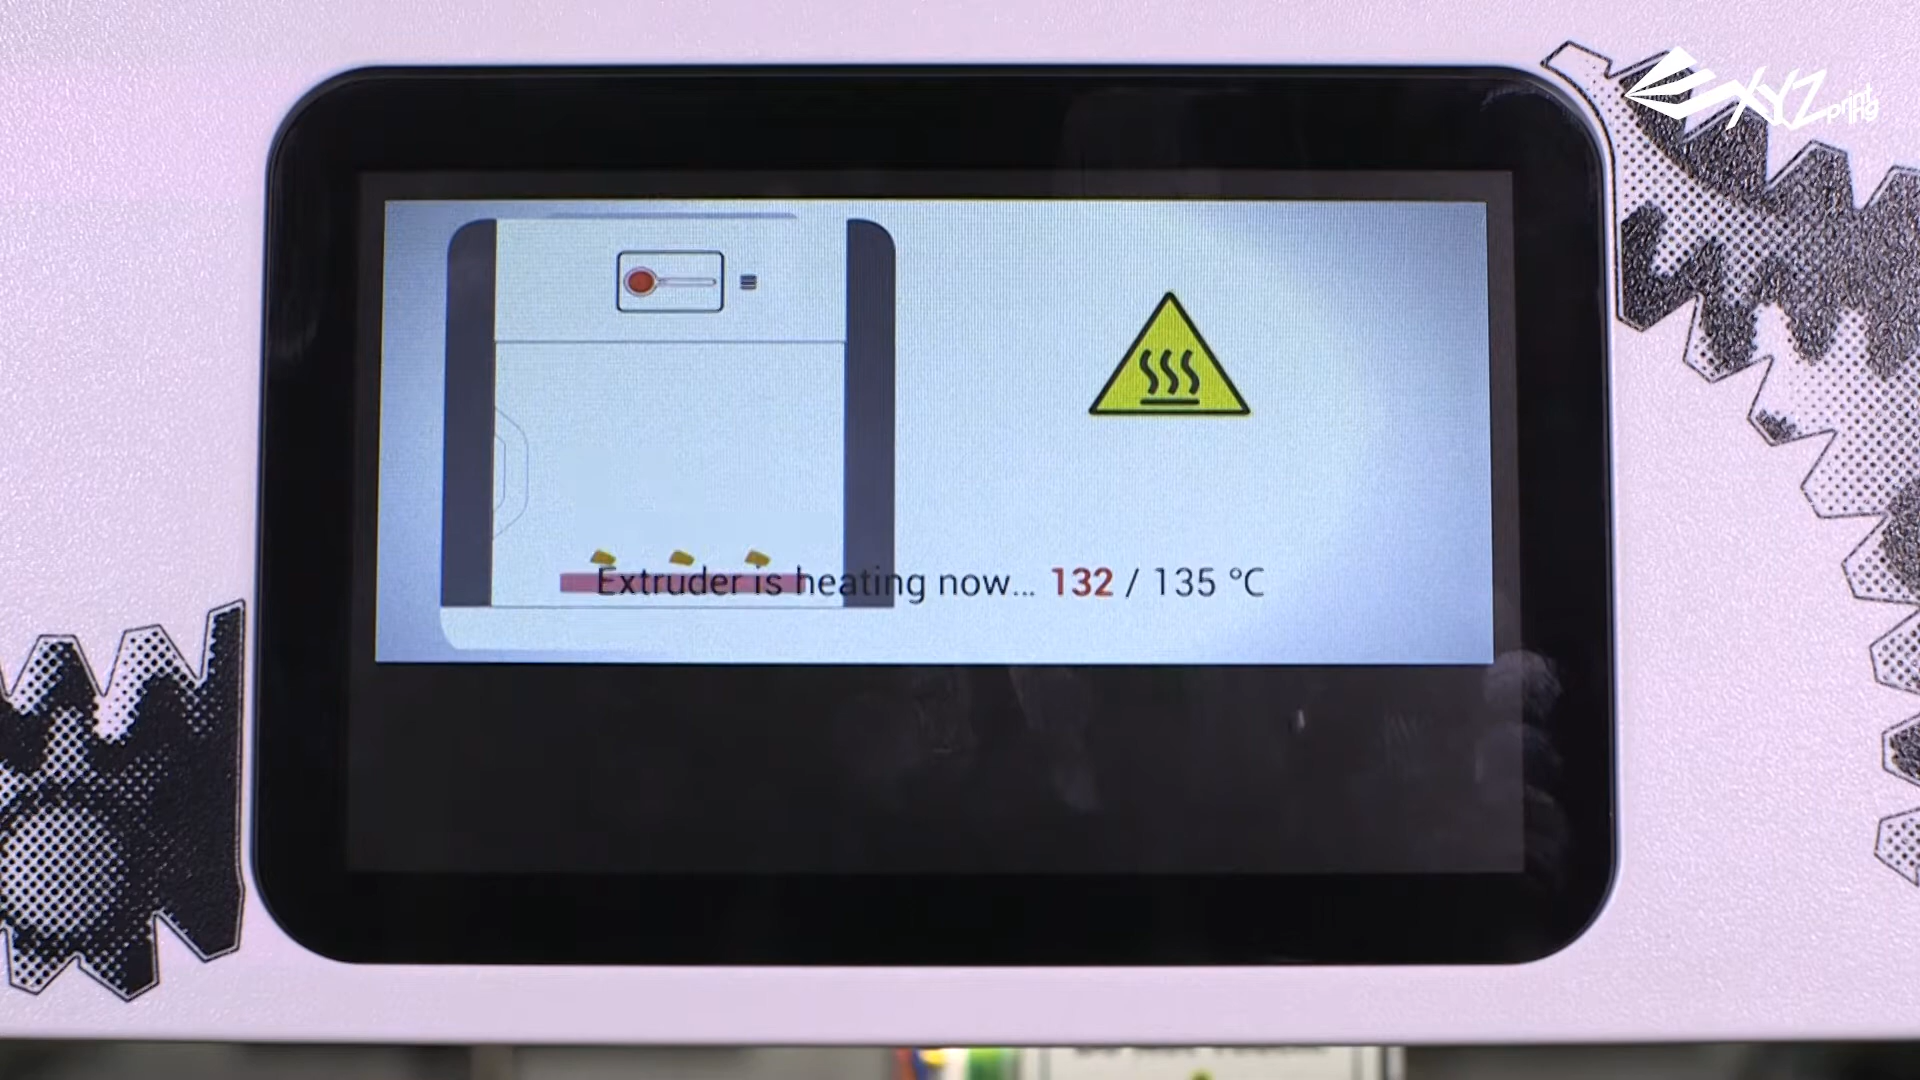 XYZprinting
Extruder is heating now... 132 / 135 °C